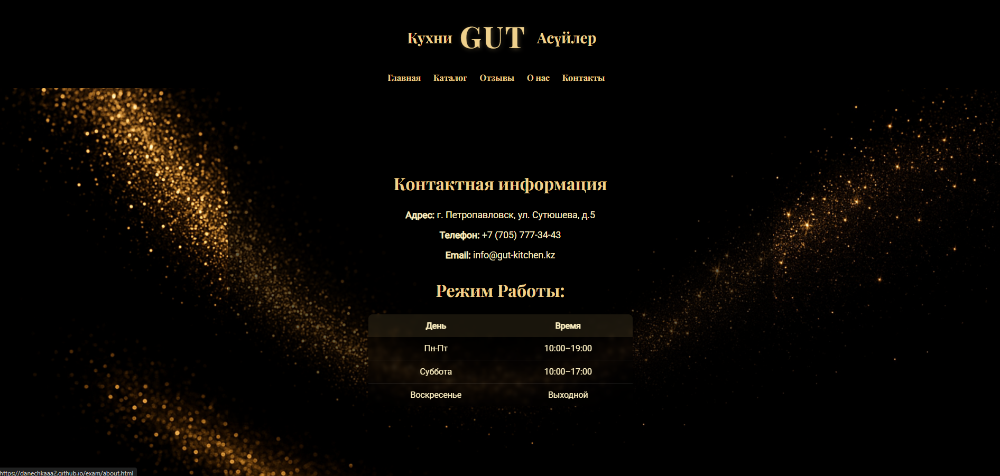 Кухни GUT Асүйлер
Главная Каталог Отзывы О нас Контакты
Контактная информация
Адрес: г. Петропавловск, ул. Сутюшева, д.5
Телефон: +7 (705) 777-34-43
Email: info@gut-kitchen.kz
Режим Работы:
День Время
Пн-Пт 10:00–19:00
Суббота 10:00–17:00
Воскресенье Выходной
https://danechkaaa2.github.io/exam/about.html